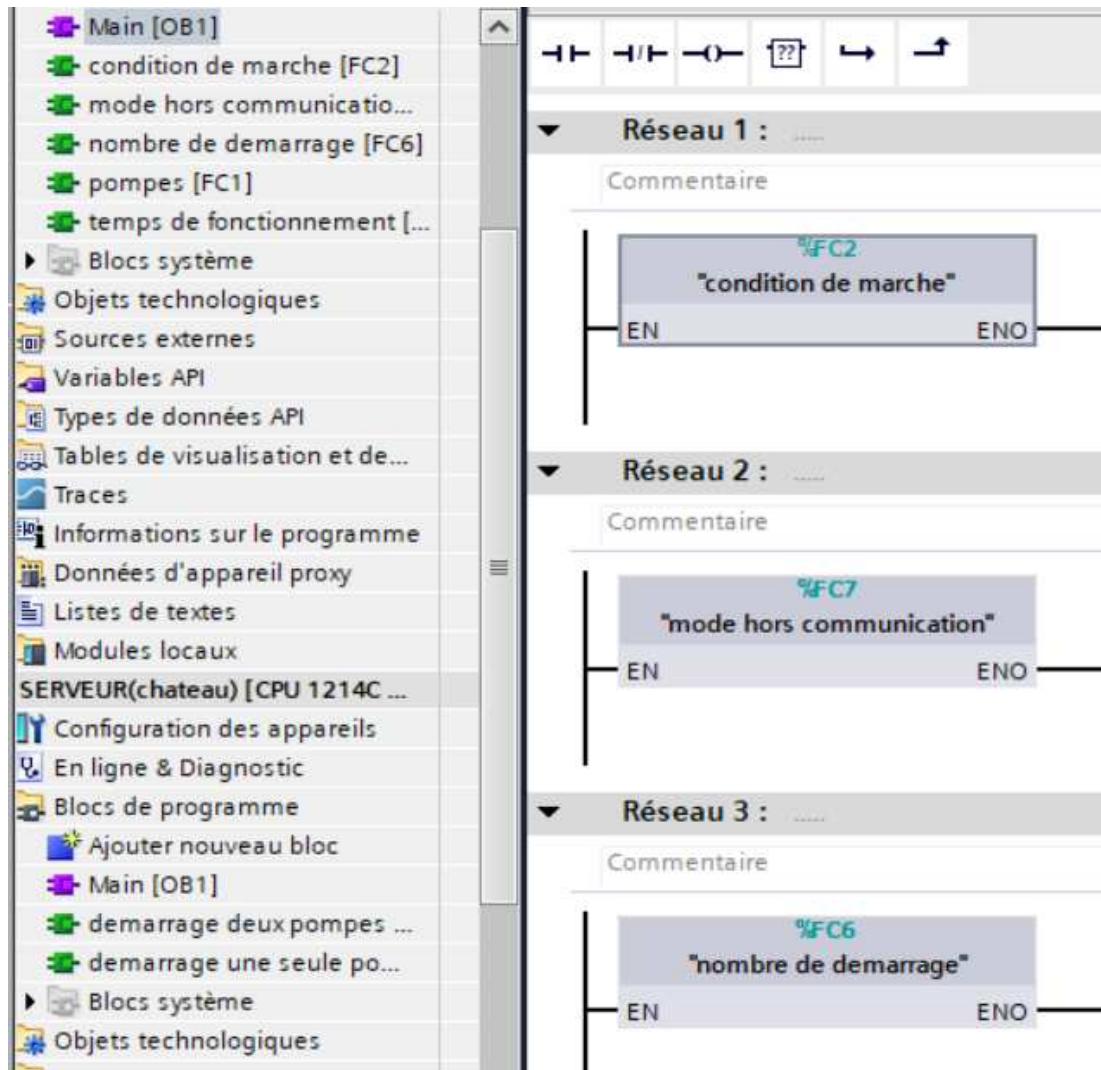 Main [OB1]
condition de marche [FC2]
mode hors communicatio...
nombre de demarrage [FC6]
pompes [FC1]
temps de fonctionnement [...
Blocs système
Objets technologiques
Sources externes
Variables API
Types de données API
Tables de visualisation et de...
Traces
Informations sur le programme
Données d'appareil proxy
Listes de textes
Modules locaux
SERVEUR(chateau) [CPU 1214C ...
Configuration des appareils
En ligne & Diagnostic
Blocs de programme
Ajouter nouveau bloc
Main [OB1]
demarrage deux pompes ...
demarrage une seule po...
Blocs système
Objets technologiques
??
Réseau 1 : .....
Commentaire
%FC2
"condition de marche"
EN ENO
Réseau 2 : .....
Commentaire
%FC7
"mode hors communication"
EN ENO
Réseau 3 : .....
Commentaire
%FC6
"nombre de demarrage"
EN ENO